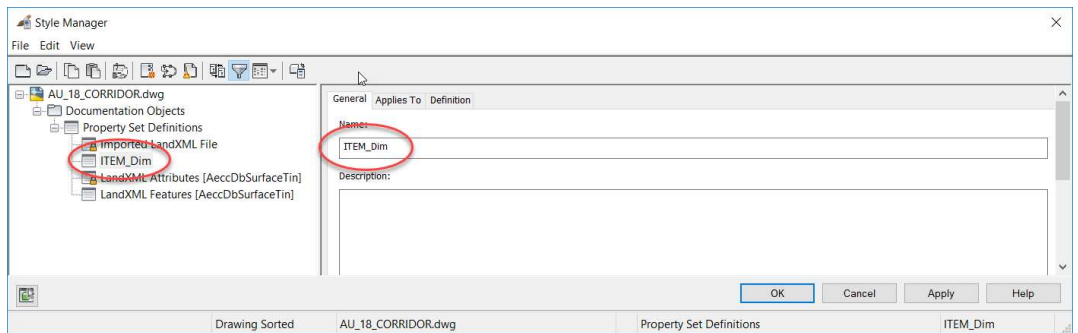 Style Manager
File Edit View
AU_18_CORRIDOR.dwg
Documentation Objects
Property Set Definitions
Imported LandXML File
ITEM_Dim
LandXML Attributes [AeccDbSurfaceTin]
LandXML Features [AeccDbSurfaceTin]
General Applies To Definition
Name:
ITEM_Dim
Description:
OK Cancel Apply Help
Drawing Sorted AU_18_CORRIDOR.dwg Property Set Definitions ITEM_Dim